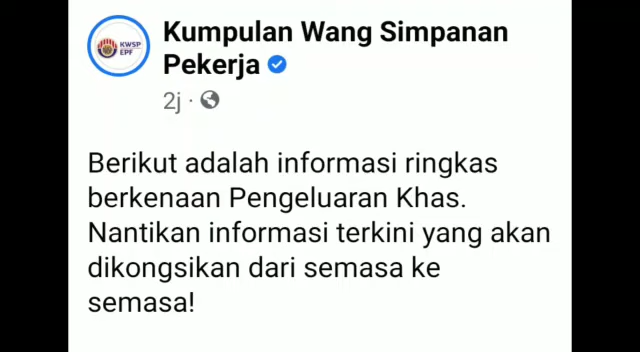 KWSP
EPF
Kumpulan Wang Simpanan
Pekerja
2j ·
Berikut adalah informasi ringkas
berkenaan Pengeluaran Khas.
Nantikan informasi terkini yang akan
dikongsikan dari semasa ke
semasa!